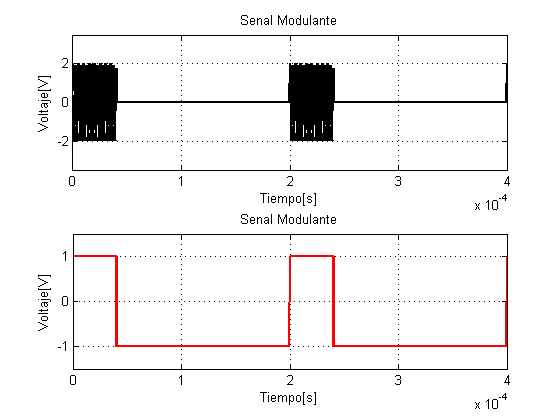 Senal Modulante
Voltaje[V]
2
0
-2
0
1
2
3
4
Tiempo[s]
x 10^-4
Senal Modulante
Voltaje[V]
1
0
-1
0
1
2
3
4
Tiempo[s]
x 10^-4